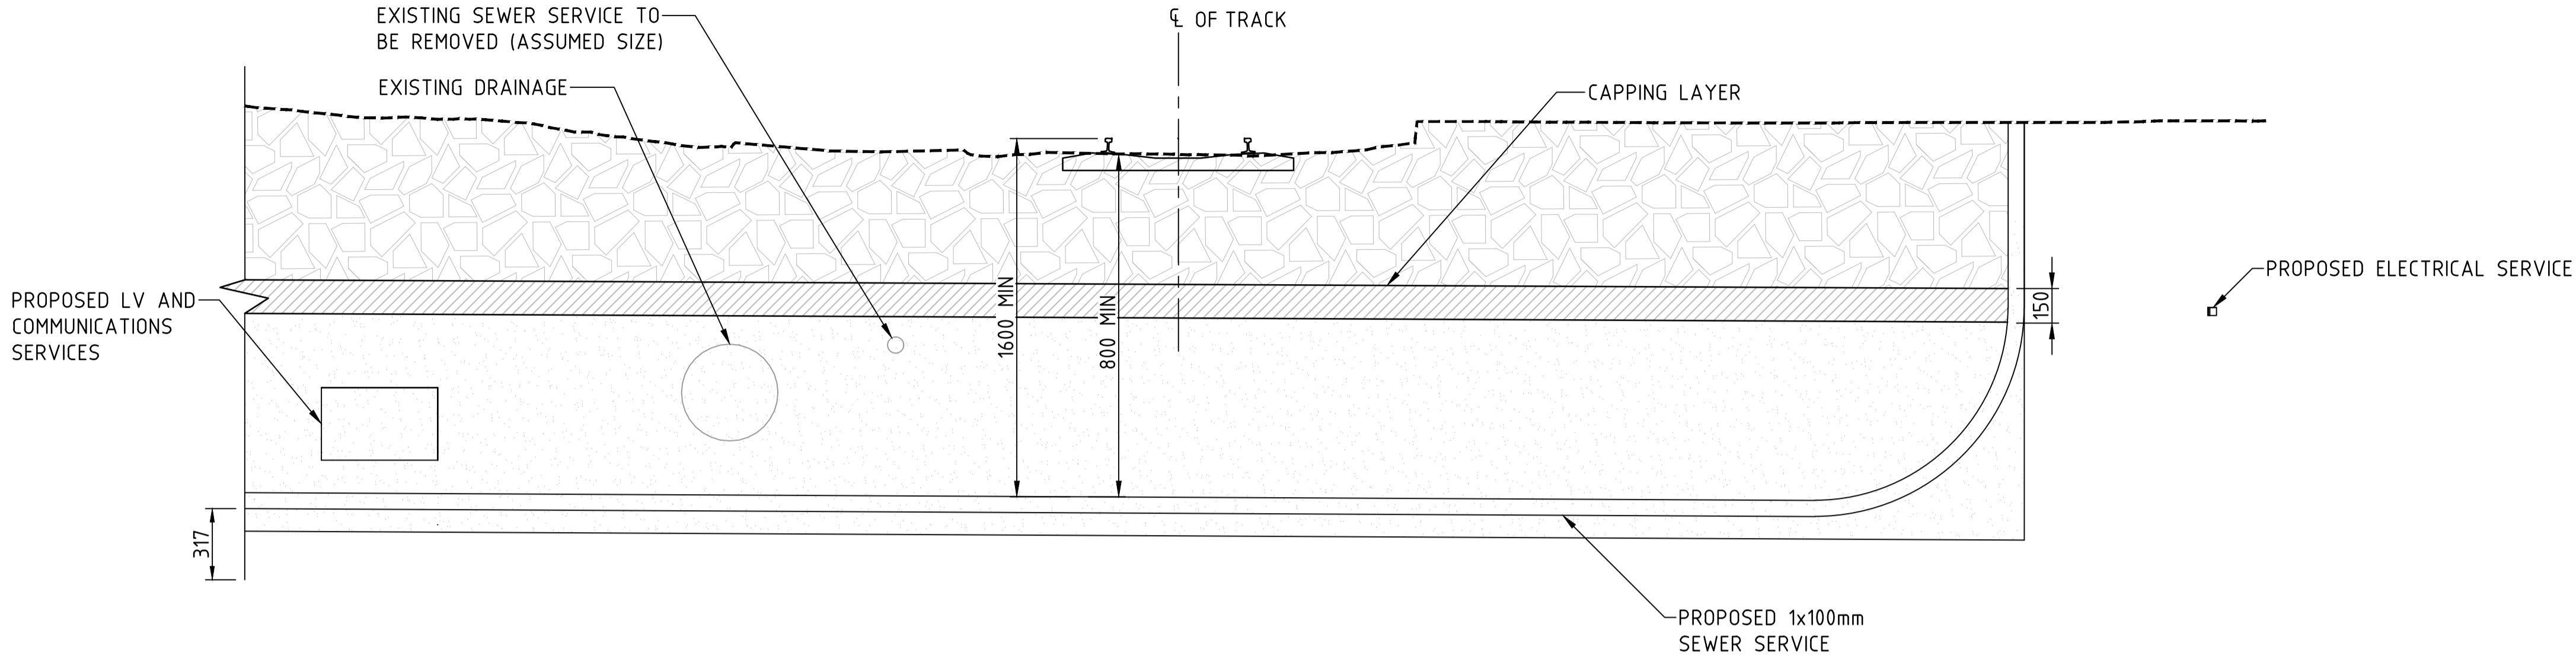 EXISTING SEWER SERVICE TO
BE REMOVED (ASSUMED SIZE)
℄ OF TRACK
EXISTING DRAINAGE
CAPPING LAYER
PROPOSED ELECTRICAL SERVICE
PROPOSED LV AND
COMMUNICATIONS
SERVICES
1600 MIN
800 MIN
150
317
PROPOSED 1x100mm
SEWER SERVICE